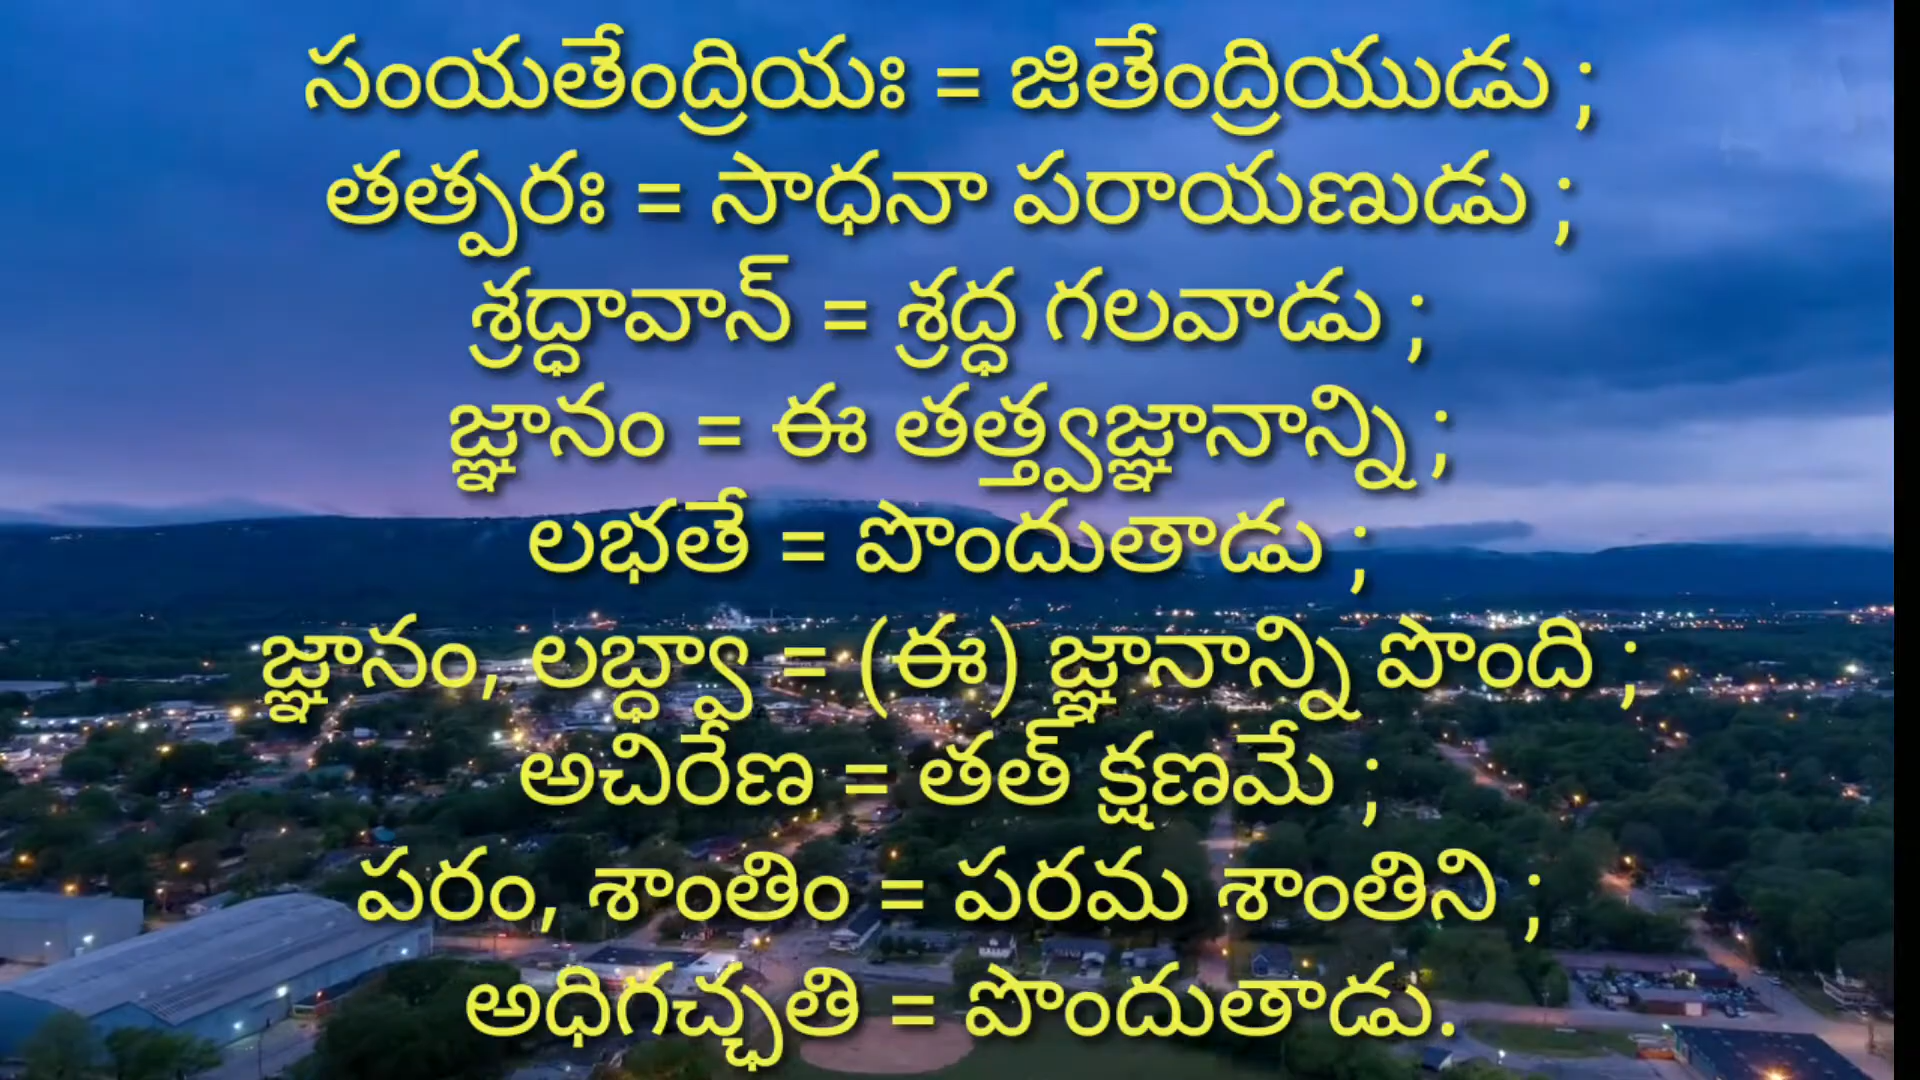 సంయతేంద్రియః = జితేంద్రియుడు ;
తత్పరః = సాధనా పరాయణుడు ;
శ్రద్ధావాన్ = శ్రద్ధ గలవాడు ;
జ్ఞానం = ఈ తత్త్వజ్ఞానాన్ని ;
లభతే = పొందుతాడు ;
జ్ఞానం, లబ్ధ్వా = (ఈ) జ్ఞానాన్ని పొంది ;
అచిరేణ = తత్ క్షణమే ;
పరం, శాంతిం = పరమ శాంతిని ;
అధిగచ్ఛతి = పొందుతాడు.